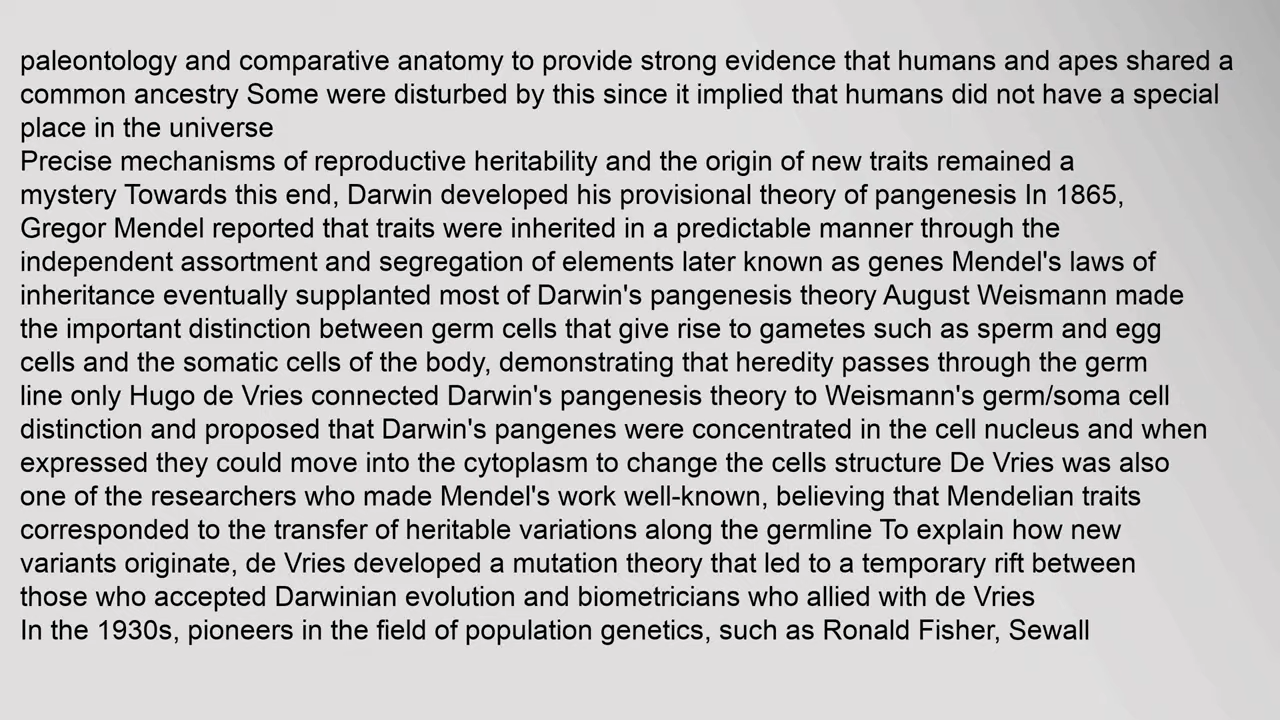 paleontology and comparative anatomy to provide strong evidence that humans and apes shared a
common ancestry Some were disturbed by this since it implied that humans did not have a special
place in the universe
Precise mechanisms of reproductive heritability and the origin of new traits remained a
mystery Towards this end, Darwin developed his provisional theory of pangenesis In 1865,
Gregor Mendel reported that traits were inherited in a predictable manner through the
independent assortment and segregation of elements later known as genes Mendel's laws of
inheritance eventually supplanted most of Darwin's pangenesis theory August Weismann made
the important distinction between germ cells that give rise to gametes such as sperm and egg
cells and the somatic cells of the body, demonstrating that heredity passes through the germ
line only Hugo de Vries connected Darwin's pangenesis theory to Weismann's germ/soma cell
distinction and proposed that Darwin's pangenes were concentrated in the cell nucleus and when
expressed they could move into the cytoplasm to change the cells structure De Vries was also
one of the researchers who made Mendel's work well-known, believing that Mendelian traits
corresponded to the transfer of heritable variations along the germline To explain how new
variants originate, de Vries developed a mutation theory that led to a temporary rift between
those who accepted Darwinian evolution and biometricians who allied with de Vries
In the 1930s, pioneers in the field of population genetics, such as Ronald Fisher, Sewall